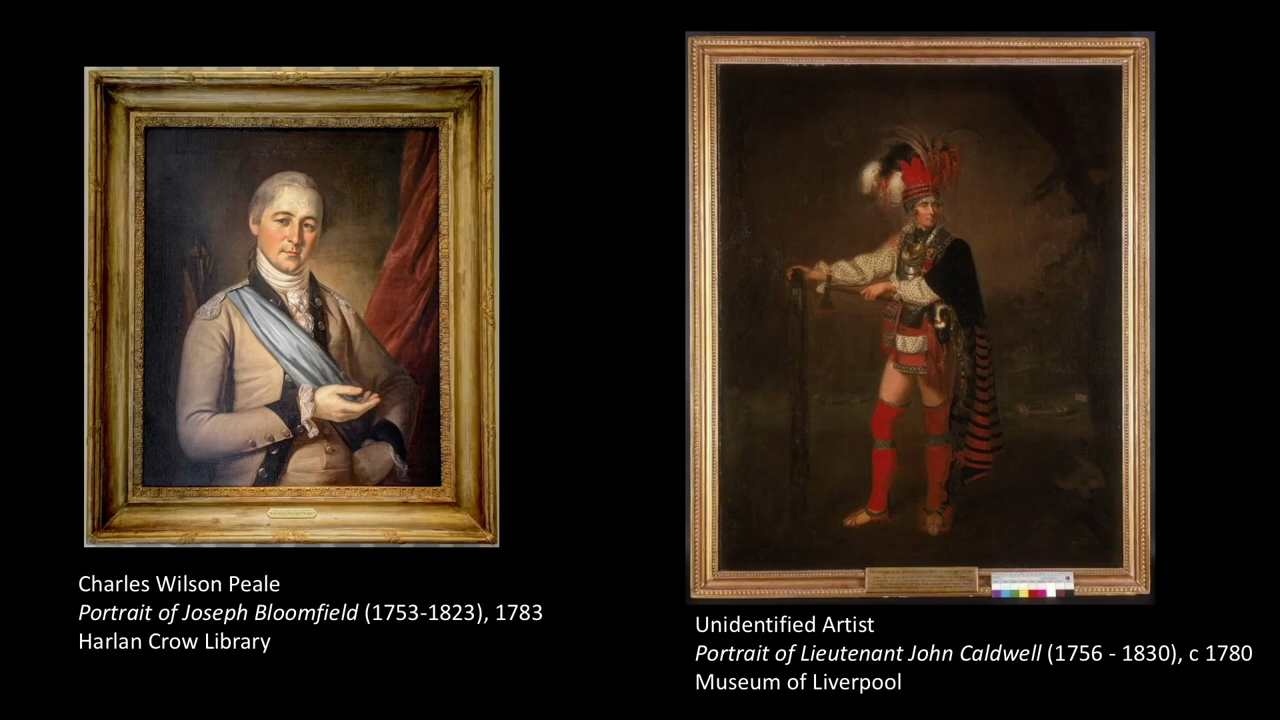 Charles Wilson Peale
Portrait of Joseph Bloomfield (1753-1823), 1783
Harlan Crow Library
Unidentified Artist
Portrait of Lieutenant John Caldwell (1756 - 1830), c 1780
Museum of Liverpool